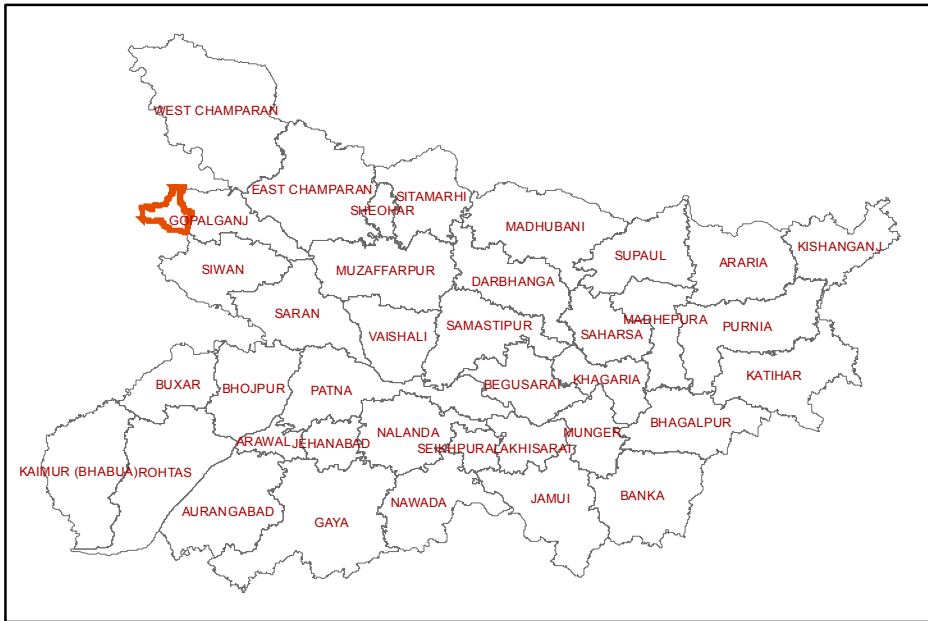 WEST CHAMPARAN
EAST CHAMPARAN
SITAMARHI
SHEOHAR
GOPALGANJ
MADHUBANI
KISHANGANJ
SUPAUL
ARARIA
SIWAN
MUZAFFARPUR
DARBHANGA
SARAN
MADHEPURA
SAMASTIPUR
PURNIA
VAISHALI
SAHARSA
KATIHAR
BUXAR
BHOJPUR
PATNA
BEGUSARAI
KHAGARIA
BHAGALPUR
NALANDA
MUNGER
ARAWAL
JEHANABAD
SEIKHPURA
LAKHISARAI
KAIMUR (BHABUA)
ROHTAS
BANKA
JAMUI
NAWADA
AURANGABAD
GAYA